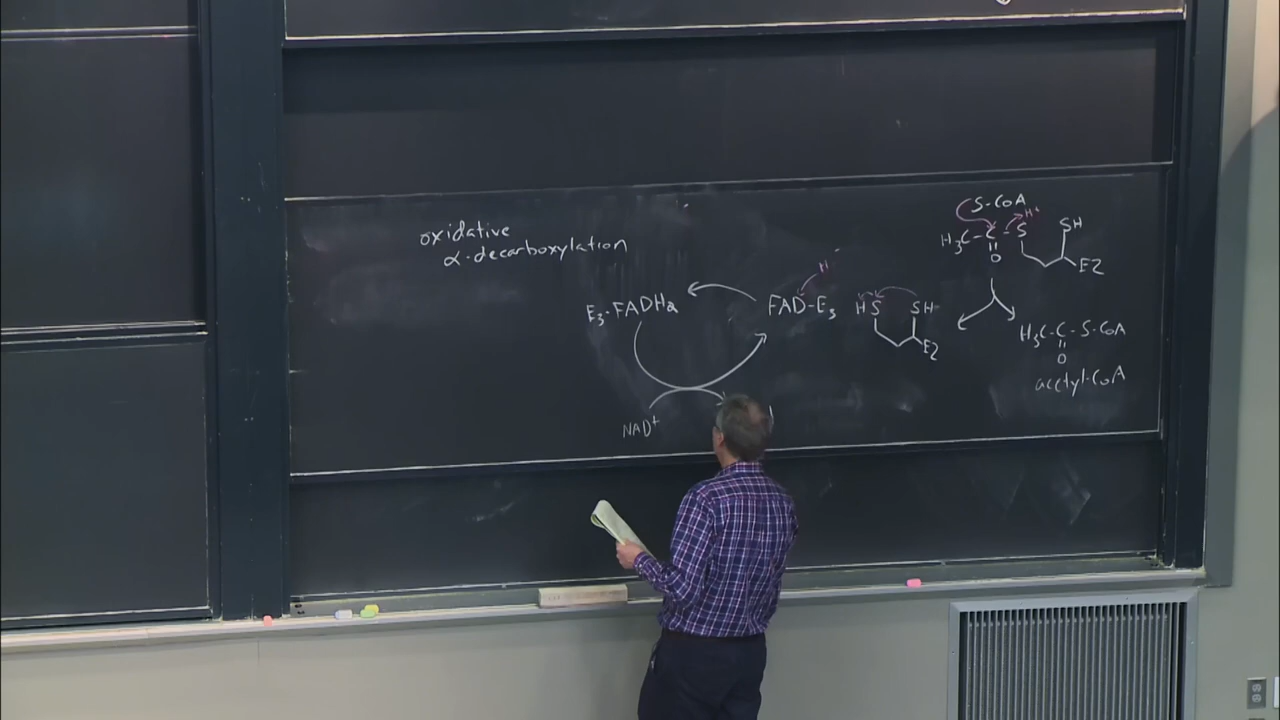 oxidative
α-decarboxylation
E3-FADH2
FAD-E3
H
NAD+
HS SH
E2
S-CoA
H+
H3C-C-S SH
O
E2
H3C-C-S-CoA
O
acetyl-CoA